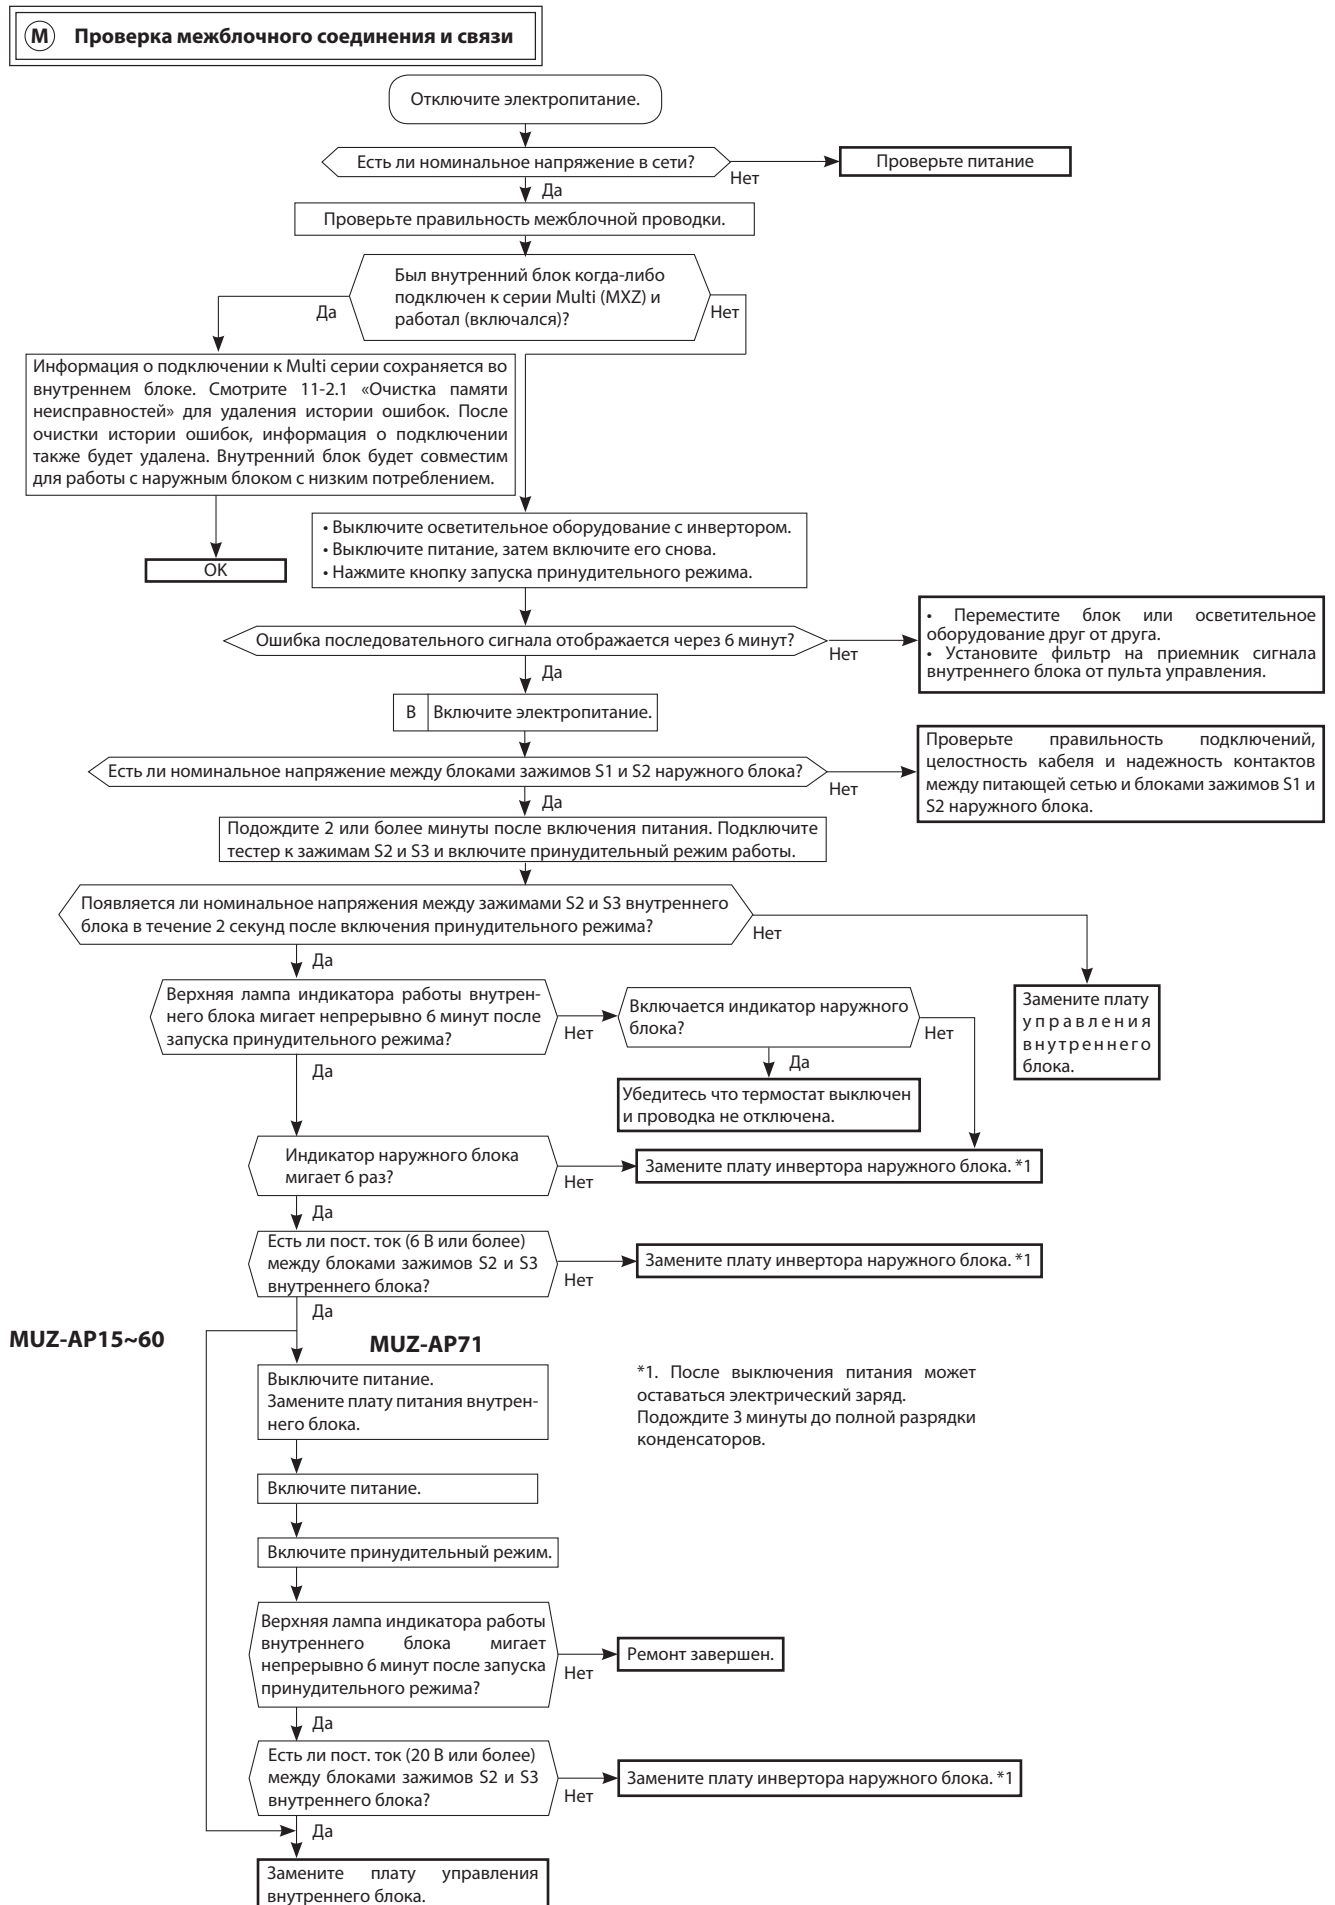 М Проверка межблочного соединения и связи
Отключите электропитание.
Есть ли номинальное напряжение в сети?
Нет
Проверьте питание
Да
Проверьте правильность межблочной проводки.
Был внутренний блок когда-либо
подключен к серии Multi (MXZ) и
работал (включался)?
Да
Нет
Информация о подключении к Multi серии сохраняется во
внутреннем блоке. Смотрите 11-2.1 «Очистка памяти
неисправностей» для удаления истории ошибок. После
очистки истории ошибок, информация о подключении
также будет удалена. Внутренний блок будет совместим
для работы с наружным блоком с низким потреблением.
OK
• Выключите осветительное оборудование с инвертором.
• Выключите питание, затем включите его снова.
• Нажмите кнопку запуска принудительного режима.
Ошибка последовательного сигнала отображается через 6 минут?
Нет
• Переместите блок или осветительное
оборудование друг от друга.
• Установите фильтр на приемник сигнала
внутреннего блока от пульта управления.
Да
B Включите электропитание.
Есть ли номинальное напряжение между блоками зажимов S1 и S2 наружного блока?
Нет
Проверьте правильность подключений,
целостность кабеля и надежность контактов
между питающей сетью и блоками зажимов S1 и
S2 наружного блока.
Да
Подождите 2 или более минуты после включения питания. Подключите
тестер к зажимам S2 и S3 и включите принудительный режим работы.
Появляется ли номинальное напряжения между зажимами S2 и S3 внутреннего
блока в течение 2 секунд после включения принудительного режима?
Нет
Замените плату
управления
внутреннего
блока.
Да
Верхняя лампа индикатора работы внутрен-
него блока мигает непрерывно 6 минут после
запуска принудительного режима?
Нет
Включается индикатор наружного
блока?
Нет
Да
Убедитесь что термостат выключен
и проводка не отключена.
Да
Индикатор наружного блока
мигает 6 раз?
Нет
Замените плату инвертора наружного блока. *1
Да
Есть ли пост. ток (6 В или более)
между блоками зажимов S2 и S3
внутреннего блока?
Нет
Замените плату инвертора наружного блока. *1
Да
MUZ-AP15~60
MUZ-AP71
Выключите питание.
Замените плату питания внутрен-
него блока.
*1. После выключения питания может
оставаться электрический заряд.
Подождите 3 минуты до полной разрядки
конденсаторов.
Включите питание.
Включите принудительный режим.
Верхняя лампа индикатора работы
внутреннего блока мигает
непрерывно 6 минут после запуска
принудительного режима?
Нет
Ремонт завершен.
Да
Есть ли пост. ток (20 В или более)
между блоками зажимов S2 и S3
внутреннего блока?
Нет
Замените плату инвертора наружного блока. *1
Да
Замените плату управления
внутреннего блока.